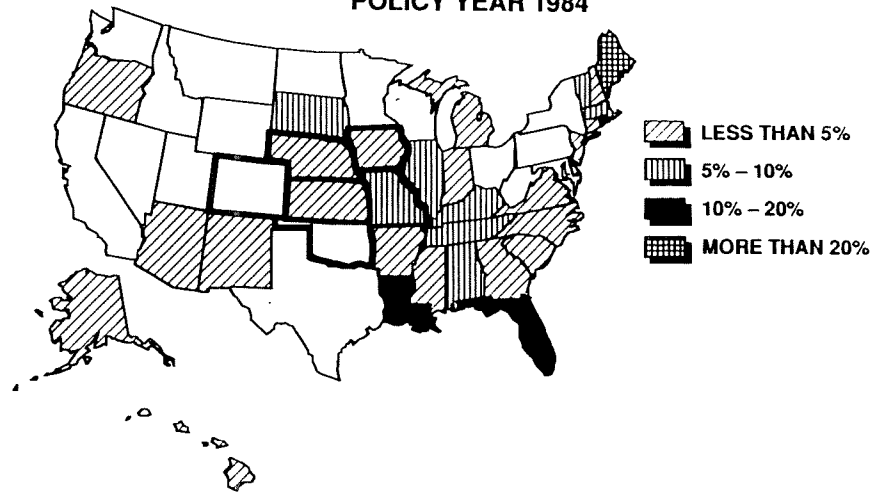 POLICY YEAR 1984
LESS THAN 5%
5% – 10%
10% – 20%
MORE THAN 20%